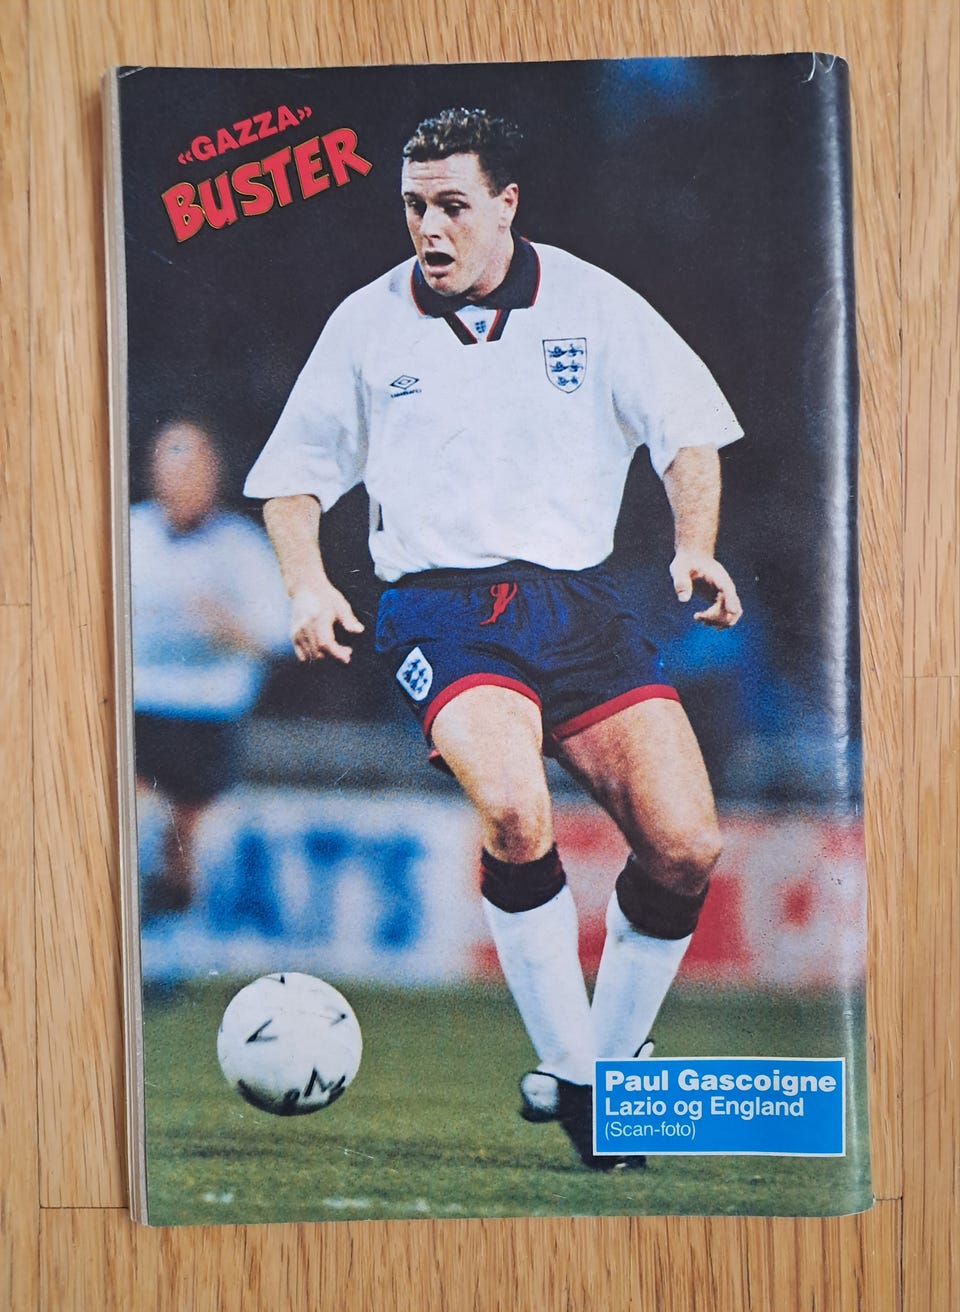 «GAZZA»
BUSTER
Paul Gascoigne
Lazio og England
(Scan-foto)